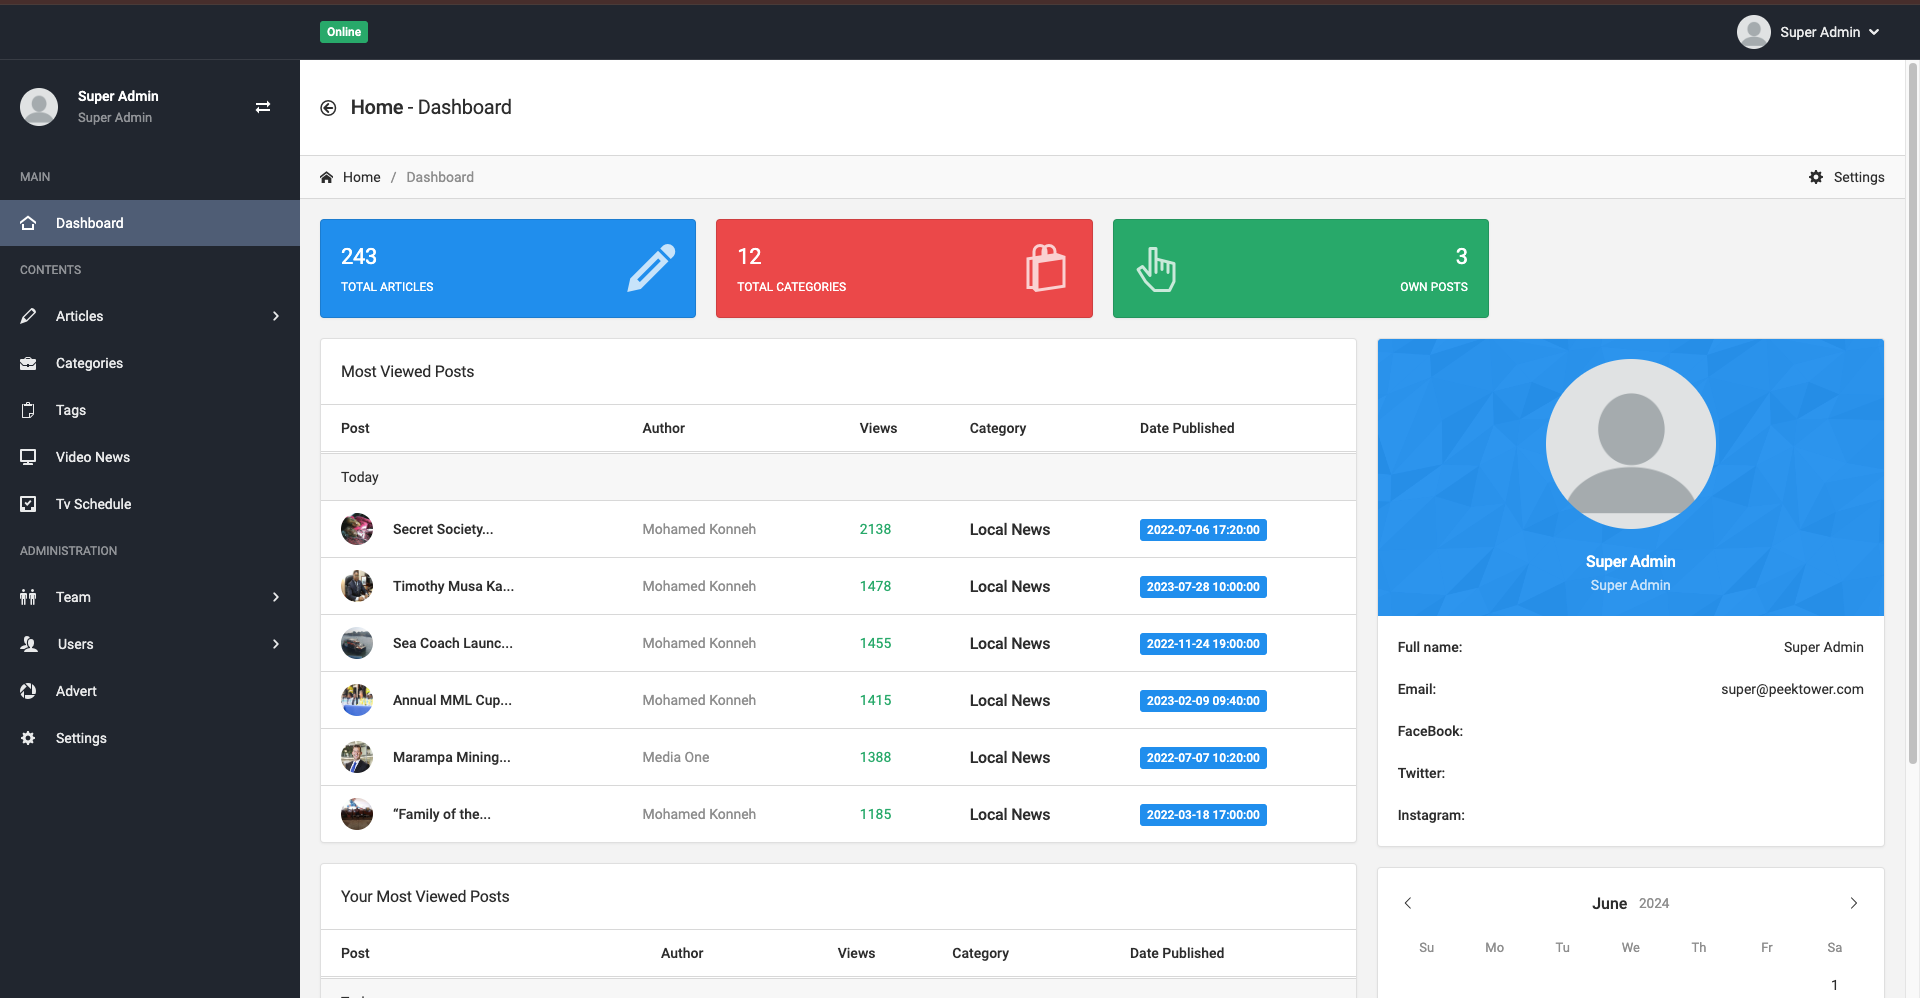 Online
Super Admin
Super Admin
Super Admin
MAIN
Dashboard
CONTENTS
Articles
Categories
Tags
Video News
Tv Schedule
ADMINISTRATION
Team
Users
Advert
Settings
Home - Dashboard
Home / Dashboard
Settings
243
TOTAL ARTICLES
12
TOTAL CATEGORIES
3
OWN POSTS
Most Viewed Posts
Post Author Views Category Date Published
Today
Secret Society... Mohamed Konneh 2138 Local News 2022-07-06 17:20:00
Timothy Musa Ka... Mohamed Konneh 1478 Local News 2023-07-28 10:00:00
Sea Coach Launc... Mohamed Konneh 1455 Local News 2022-11-24 19:00:00
Annual MML Cup... Mohamed Konneh 1415 Local News 2023-02-09 09:40:00
Marampa Mining... Media One 1388 Local News 2022-07-07 10:20:00
“Family of the... Mohamed Konneh 1185 Local News 2022-03-18 17:00:00
Your Most Viewed Posts
Post Author Views Category Date Published
Super Admin
Super Admin
Full name: Super Admin
Email: super@peektower.com
FaceBook:
Twitter:
Instagram:
June 2024
Su Mo Tu We Th Fr Sa
1